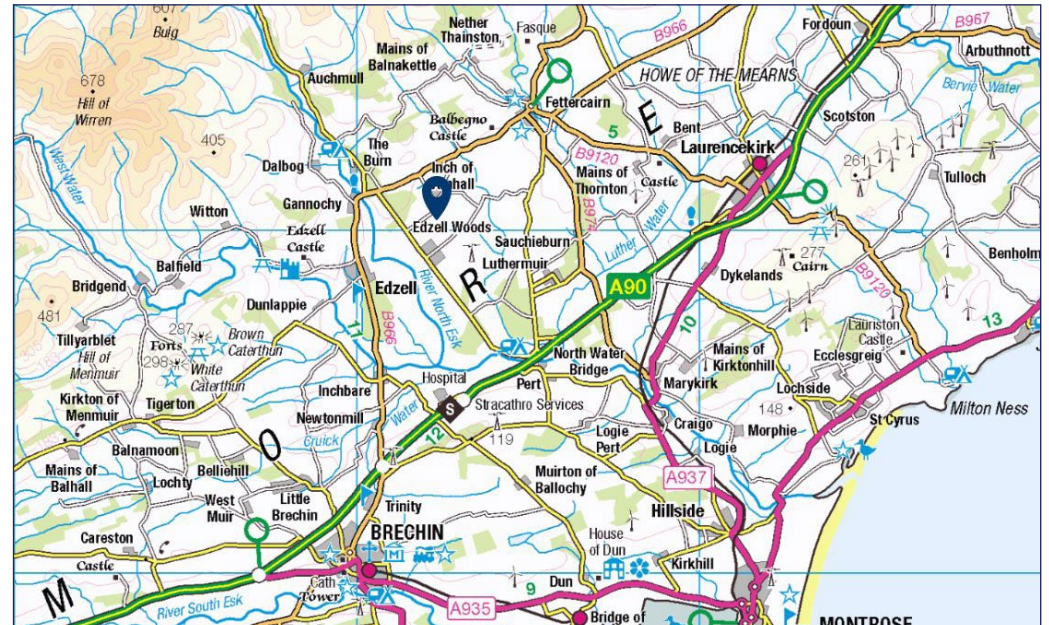 607
Buig
Nether
Thainston
Fasque
B966
Fordoun
B967
Arbuthnott
Mains of
Balnakettle
Auchmull
678
Hill of
Wirren
HOWE OF THE MEARNS
Bervie Water
Balbegno
Castle
Fettercairn
5
E
Bent
Scotston
405
West Water
Dalbog
The
Burn
B9120
Laurencekirk
261
Inch of
Mains of
Thornton
Castle
Tulloch
Gannochy
Witton
Edzell Woods
B974
Edzell
Castle
Sauchieburn
Luther Water
277
Cairn
Benholm
Balfield
Luthermuir
R
Bridgend
Edzell
River North Esk
A90
Dykelands
B9120
Dunlappie
481
11
B966
10
13
Tillyarblet
287
Forts
Brown
Caterthun
Lauriston
Castle
Hill of
Menmuir
298
White
Caterthun
North Water
Bridge
Mains of
Kirktonhill
Ecclesgreig
Inchbare
Hospital
Pert
Marykirk
Lochside
Kirkton of
Menmuir
Tigerton
Newtonmill
Water
S
Stracathro Services
148
Milton Ness
Cruick
12
119
Logie
Pert
Craigo
Morphie
St Cyrus
Balnamoon
O
Logie
Belliehill
Mains of
Balhall
Lochty
Muirton of
Ballochy
A937
West
Muir
Little
Brechin
Trinity
Hillside
Careston
BRECHIN
M
House
of Dun
Castle
Cath
Tower
Dun
Kirkhill
9
M
River South Esk
A935
Bridge of
MONTROSE